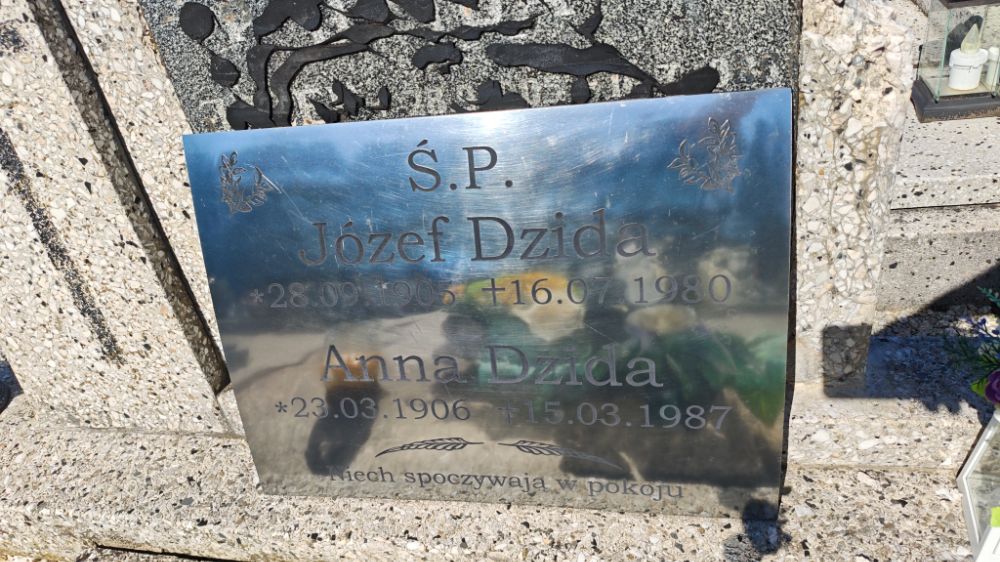 Ś.P.
Józef Dzida
*28.09.1905 †16.07.1980
Anna Dzida
*23.03.1906 †15.03.1987
Niech spoczywają w pokoju